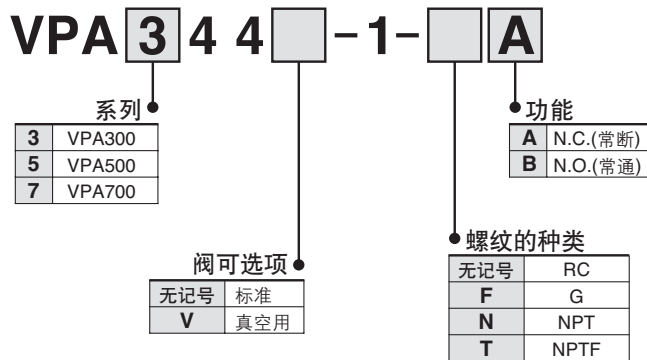 VPA 3 4 4 -1- A
系列
3 VPA300
5 VPA500
7 VPA700
阀可选项
无记号 标准
V 真空用
螺纹的种类
无记号 RC
F G
N NPT
T NPTF
功能
A N.C.(常断)
B N.O.(常通)